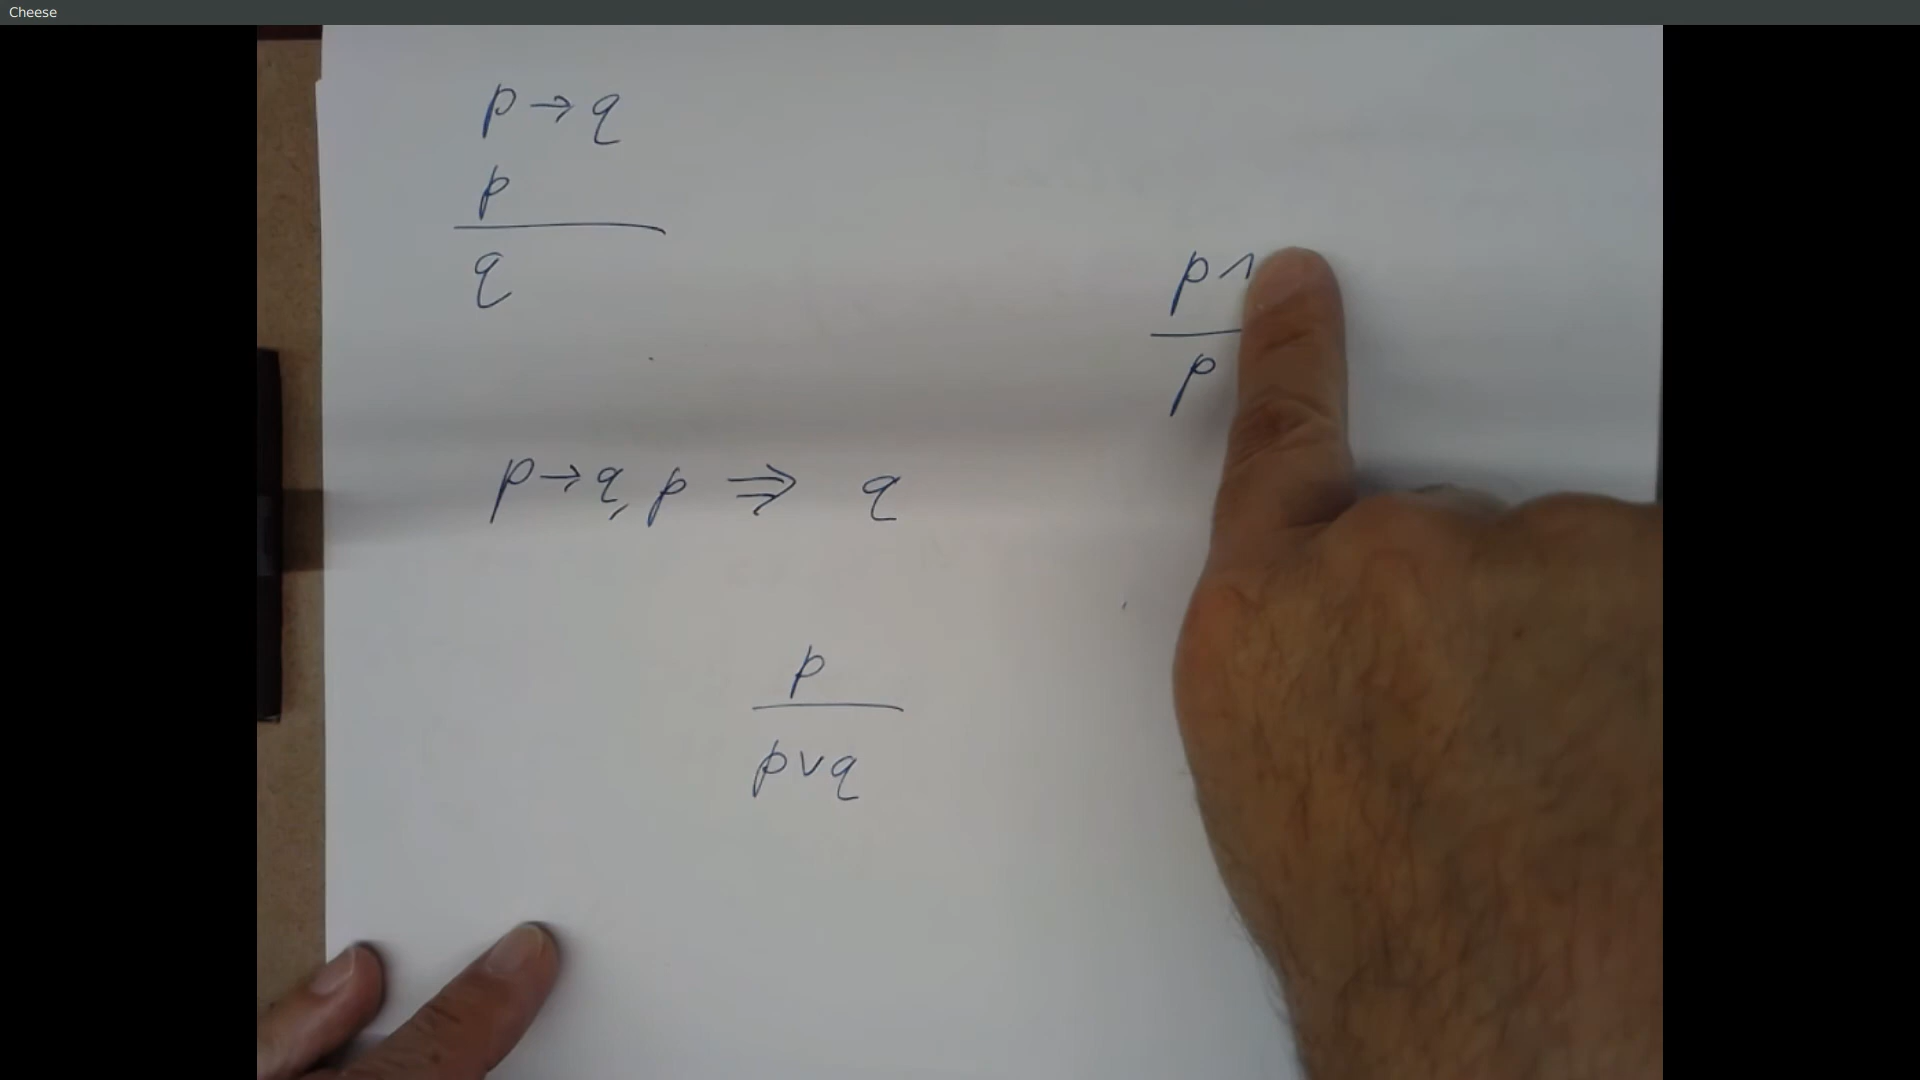 Cheese
p → q
p
q
p ∧
p
p → q, p ⇒ q
p
p ∨ q